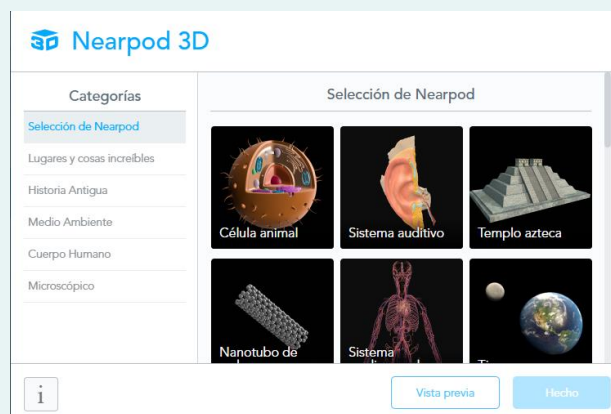 3D Nearpod 3D
Categorías
Selección de Nearpod
Lugares y cosas increíbles
Historia Antigua
Medio Ambiente
Cuerpo Humano
Microscópico
Selección de Nearpod
Célula animal
Sistema auditivo
Templo azteca
Nanotubo de
Sistema
i
Vista previa
Hecho